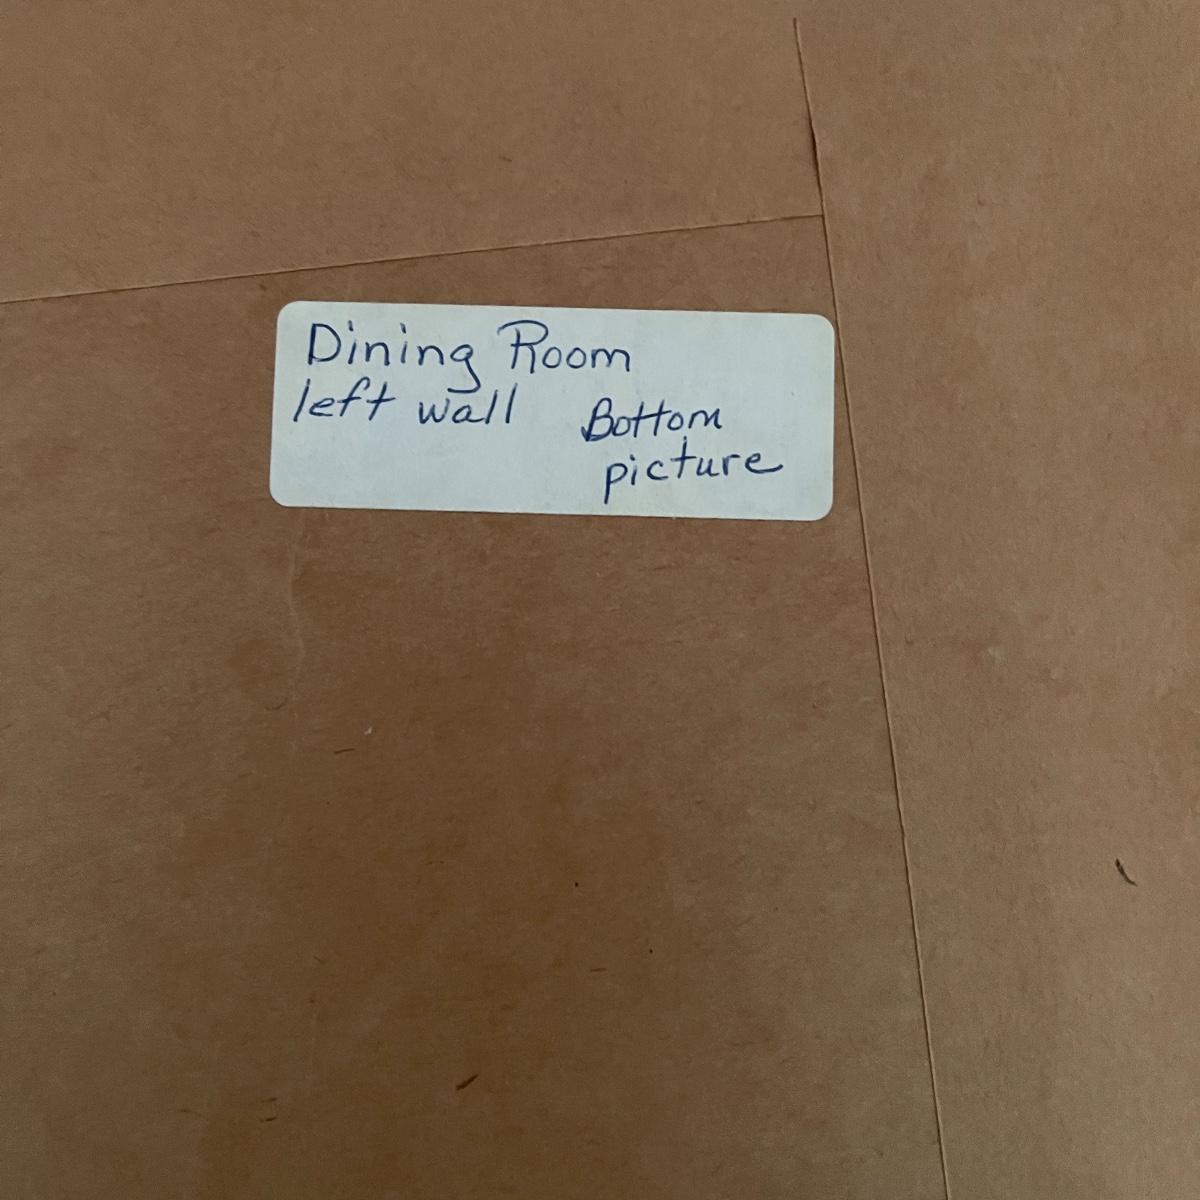 Dining Room
left wall Bottom
picture